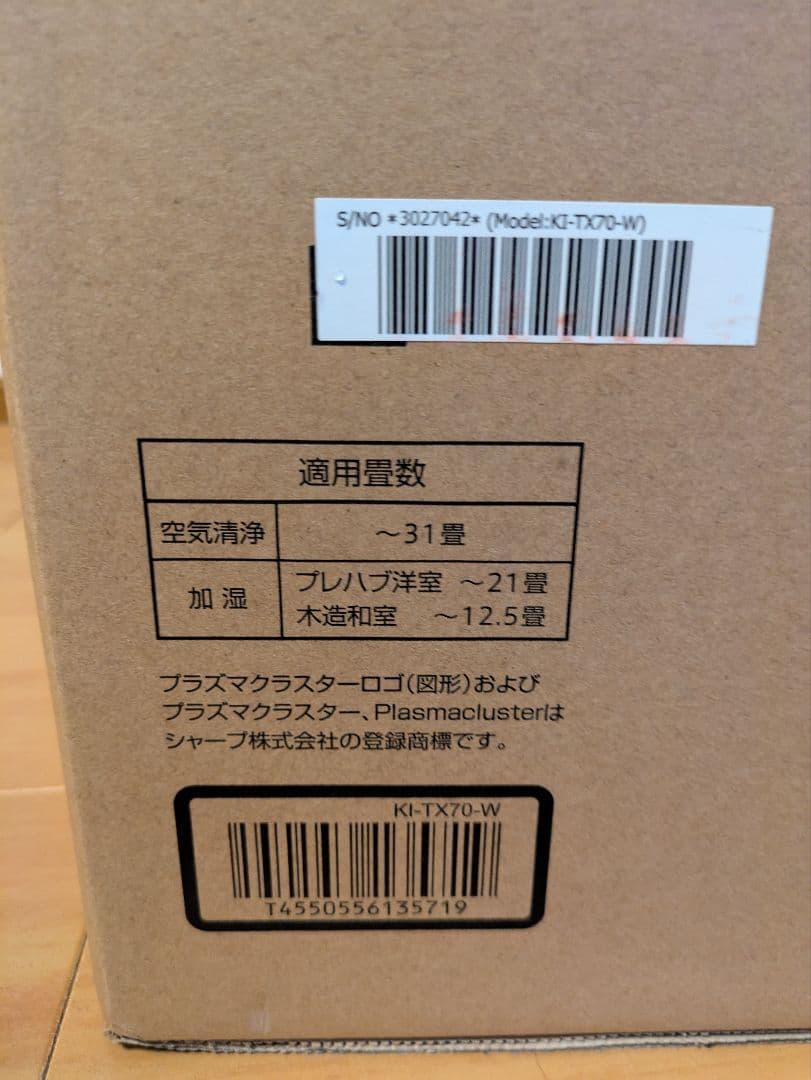 S/NO *3027042* (Model:KI-TX70-W)
適用畳数
空気清浄 ～31畳
加湿 プレハブ洋室 ～21畳
木造和室 ～12.5畳
プラズマクラスターロゴ(図形)および
プラズマクラスター、Plasmaclusterは
シャープ株式会社の登録商標です。
KI-TX70-W
T4550556135719